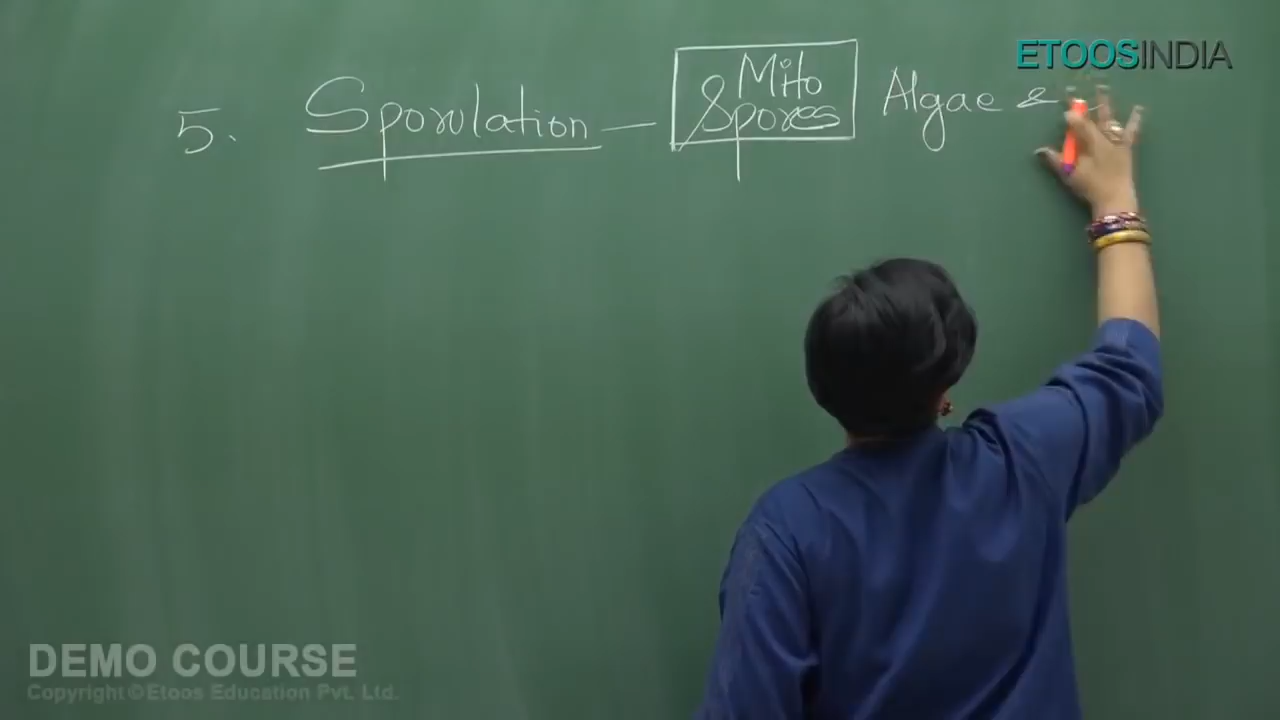 ETOOSINDIA
5. Sporulation — Mito Spores Algae &
DEMO COURSE
Copyright ©Etoos Education Pvt. Ltd.